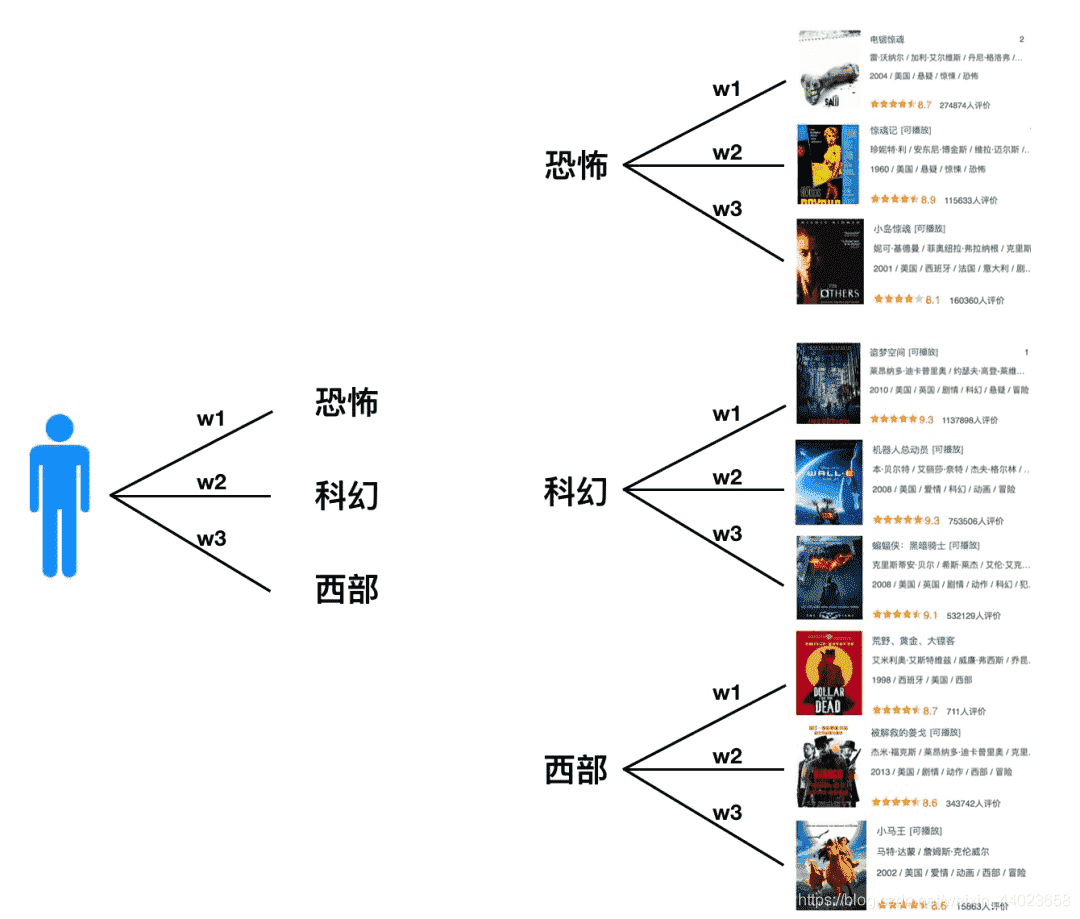 电锯惊魂 2
雷·沃纳尔 / 加利·艾尔维斯 / 丹尼·格洛弗 /...
2004 / 美国 / 悬疑 / 惊悚 / 恐怖
SAW
8.7 274874人评价
w1
惊魂记 [可播放]
珍妮特·利 / 安东尼·博金斯 / 维拉·迈尔斯 /...
1960 / 美国 / 悬疑 / 惊悚 / 恐怖
8.9 115633人评价
w2
恐怖
w3
小岛惊魂 [可播放]
妮可·基德曼 / 菲奥纽拉·弗拉纳根 / 克里斯
2001 / 美国 / 西班牙 / 法国 / 意大利 / 剧...
THE OTHERS
8.1 160360人评价
盗梦空间 [可播放] 1
莱昂纳多·迪卡普里奥 / 约瑟夫·高登-莱维...
2010 / 美国 / 英国 / 剧情 / 科幻 / 悬疑 / 冒险
9.3 1137898人评价
w1
恐怖
w1
w2
科幻
w3
西部
机器人总动员 [可播放]
本·贝尔特 / 艾丽莎·奈特 / 杰夫·格尔林 / ...
2008 / 美国 / 爱情 / 科幻 / 动画 / 冒险
WALL·E
9.3 753506人评价
w2
科幻
w3
蝙蝠侠：黑暗骑士 [可播放]
克里斯蒂安·贝尔 / 希斯·莱杰 / 艾伦·艾克...
2008 / 美国 / 英国 / 剧情 / 动作 / 科幻 / 犯...
9.1 532129人评价
荒野、黄金、大镖客
艾米利奥·艾斯特维兹 / 威廉·弗西斯 / 乔昆...
1998 / 西班牙 / 美国 / 西部
DOLLAR
FOR THE
DEAD
8.7 711人评价
w1
被解救的姜戈 [可播放]
杰米·福克斯 / 莱昂纳多·迪卡普里奥 / 克里...
2013 / 美国 / 剧情 / 动作 / 西部 / 冒险
8.6 343742人评价
w2
西部
w3
小马王 [可播放]
马特·达蒙 / 詹姆斯·克伦威尔
2002 / 美国 / 爱情 / 动画 / 西部 / 冒险
8.6 15863人评价